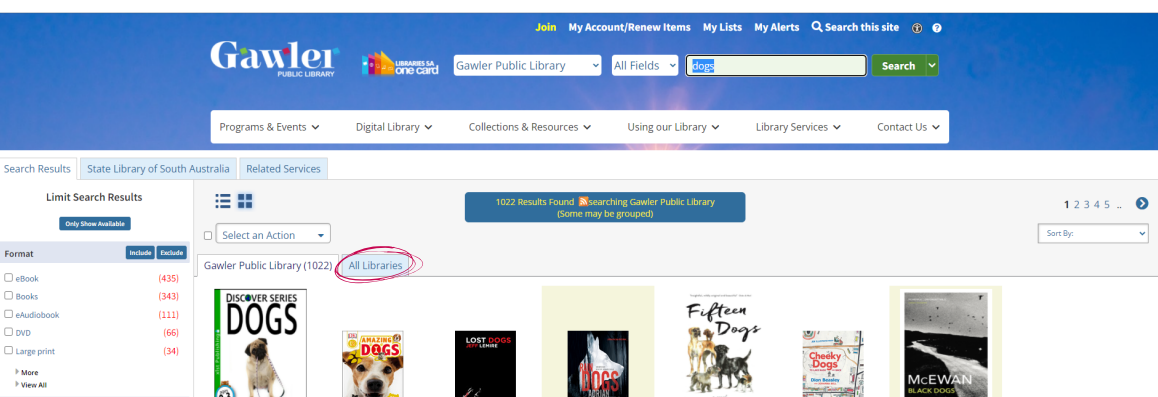 Join My Account/Renew Items My Lists My Alerts Search this site
Gawler
PUBLIC LIBRARY
LIBRARIES SA
one card
Gawler Public Library
All Fields
dogs
Search
Programs & Events
Digital Library
Collections & Resources
Using our Library
Library Services
Contact Us
Search Results
State Library of South Australia
Related Services
Limit Search Results
Only Show Available
Format
Include
Exclude
eBook (435)
Books (343)
eAudiobook (111)
DVD (66)
Large print (34)
More
View All
1022 Results Found searching Gawler Public Library
(Some may be grouped)
1 2 3 4 5 ..
Select an Action
Sort By:
Gawler Public Library (1022)
All Libraries
DISCOVER SERIES
DOGS
AMAZING
DOGS
LOST DOGS
JEFF LEMIRE
DOGS
ADRIAN
Fifteen
Dogs
Cheeky
Dogs
Dion Beasley
McEWAN
BLACK DOGS